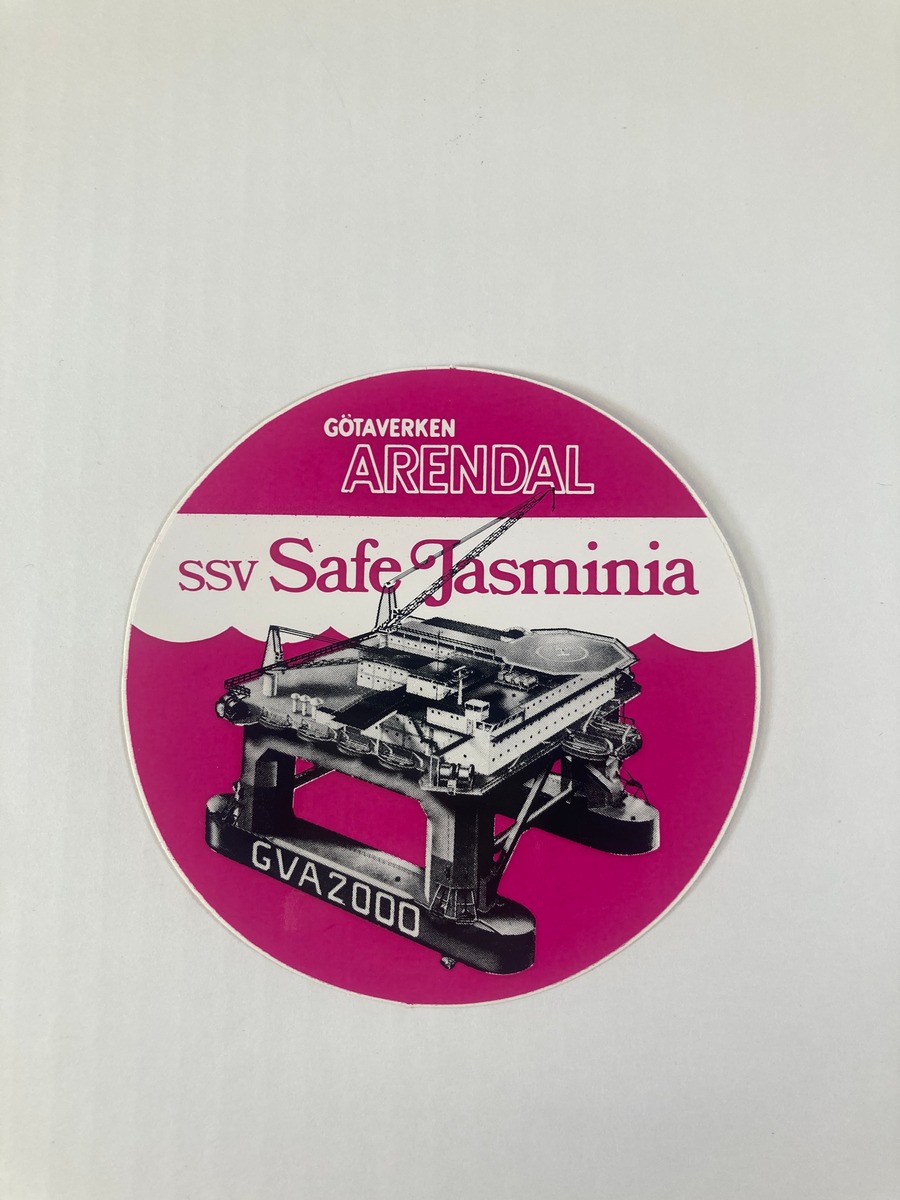 GÖTAVERKEN
ARENDAL
SSV Safe Jasminia
H
GVA2000